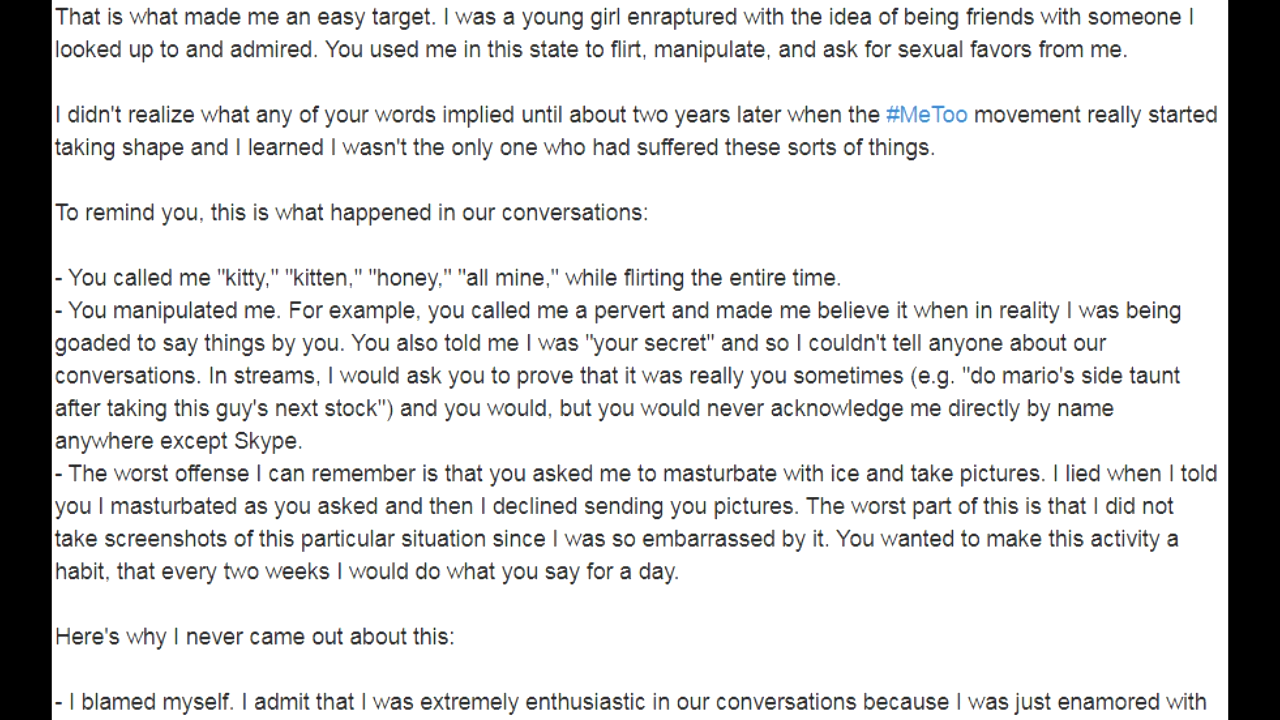 That is what made me an easy target. I was a young girl enraptured with the idea of being friends with someone I
looked up to and admired. You used me in this state to flirt, manipulate, and ask for sexual favors from me.
I didn't realize what any of your words implied until about two years later when the #MeToo movement really started
taking shape and I learned I wasn't the only one who had suffered these sorts of things.
To remind you, this is what happened in our conversations:
- You called me "kitty," "kitten," "honey," "all mine," while flirting the entire time.
- You manipulated me. For example, you called me a pervert and made me believe it when in reality I was being
goaded to say things by you. You also told me I was "your secret" and so I couldn't tell anyone about our
conversations. In streams, I would ask you to prove that it was really you sometimes (e.g. "do mario's side taunt
after taking this guy's next stock") and you would, but you would never acknowledge me directly by name
anywhere except Skype.
- The worst offense I can remember is that you asked me to masturbate with ice and take pictures. I lied when I told
you I masturbated as you asked and then I declined sending you pictures. The worst part of this is that I did not
take screenshots of this particular situation since I was so embarrassed by it. You wanted to make this activity a
habit, that every two weeks I would do what you say for a day.
Here's why I never came out about this:
- I blamed myself. I admit that I was extremely enthusiastic in our conversations because I was just enamored with